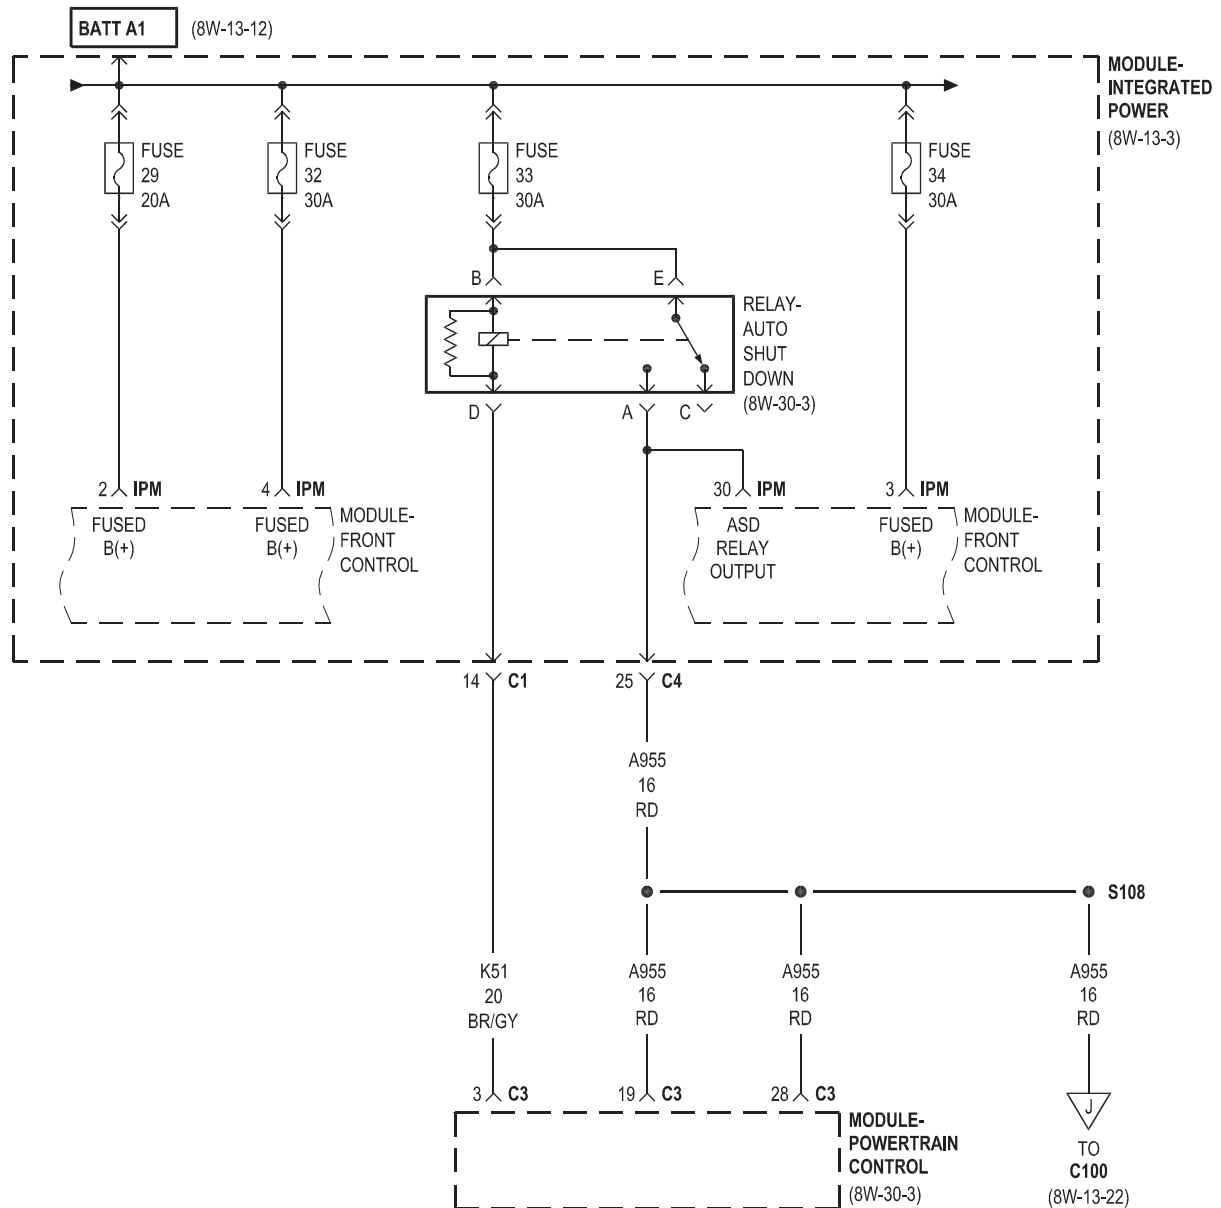 BATT A1 (8W-13-12)
MODULE-
INTEGRATED
POWER
(8W-13-3)
FUSE
29
20A
FUSE
32
30A
FUSE
33
30A
FUSE
34
30A
B
E
RELAY-
AUTO
SHUT
DOWN
(8W-30-3)
D
A
C
2 IPM
4 IPM
30 IPM
3 IPM
FUSED
B(+)
FUSED
B(+)
MODULE-
FRONT
CONTROL
ASD
RELAY
OUTPUT
FUSED
B(+)
MODULE-
FRONT
CONTROL
14 C1
25 C4
A955
16
RD
S108
K51
20
BR/GY
A955
16
RD
A955
16
RD
A955
16
RD
3 C3
19 C3
28 C3
J
MODULE-
POWERTRAIN
CONTROL
(8W-30-3)
TO
C100
(8W-13-22)